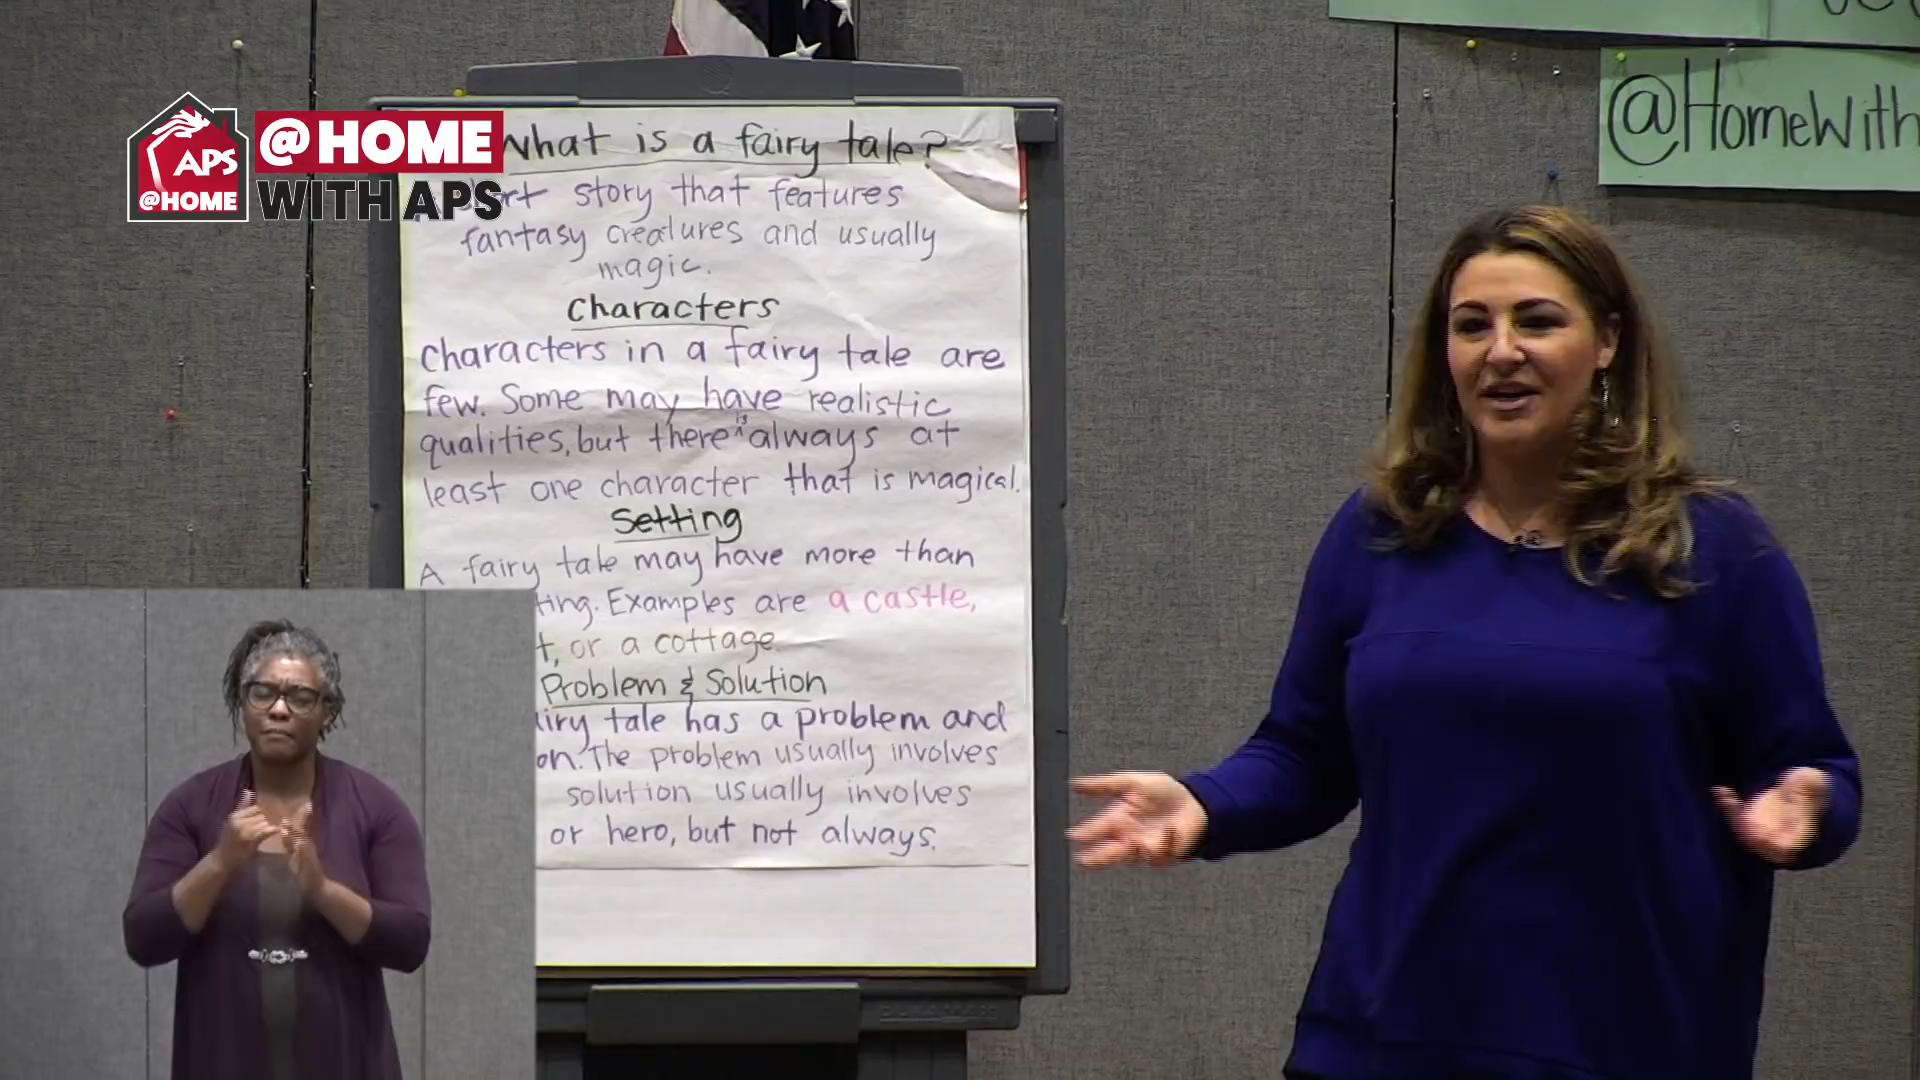 @HomeWith
APS
@HOME
@HOME
WITH APS
What is a fairy tale?
story that features
fantasy creatures and usually
magic.
Characters
Characters in a fairy tale are
few. Some may have realistic
qualities, but there is always at
least one character that is magical.
Setting
A fairy tale may have more than
Examples are a castle,
or a cottage.
Problem & Solution
tale has a problem and
The problem usually involves
solution usually involves
or hero, but not always.